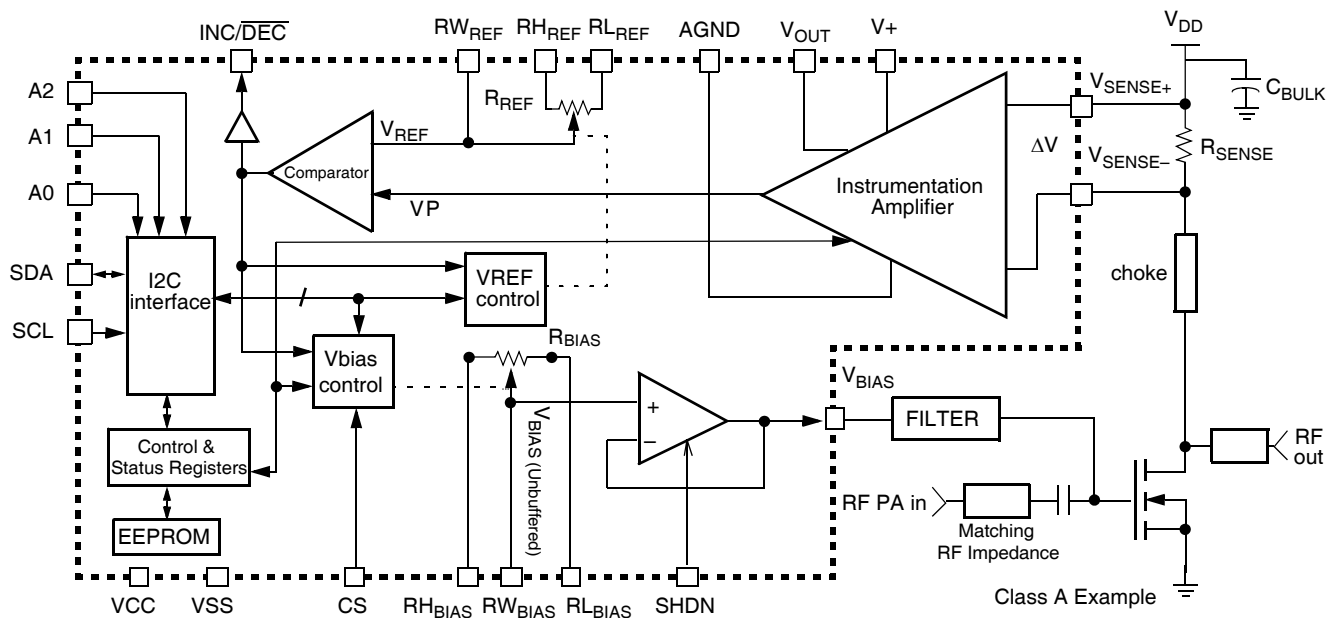 INC/DEC
RW_REF
RH_REF
RL_REF
AGND
V_OUT
V+
V_DD
A2
A1
A0
SDA
SCL
R_REF
V_REF
Comparator
VP
Instrumentation
Amplifier
ΔV
V_SENSE+
V_SENSE–
C_BULK
R_SENSE
choke
I2C
interface
VREF
control
Vbias
control
R_BIAS
V_BIAS (Unbuffered)
+
–
V_BIAS
FILTER
Control &
Status Registers
EEPROM
RF PA in
Matching
RF Impedance
RF
out
Class A Example
VCC
VSS
CS
RH_BIAS
RW_BIAS
RL_BIAS
SHDN